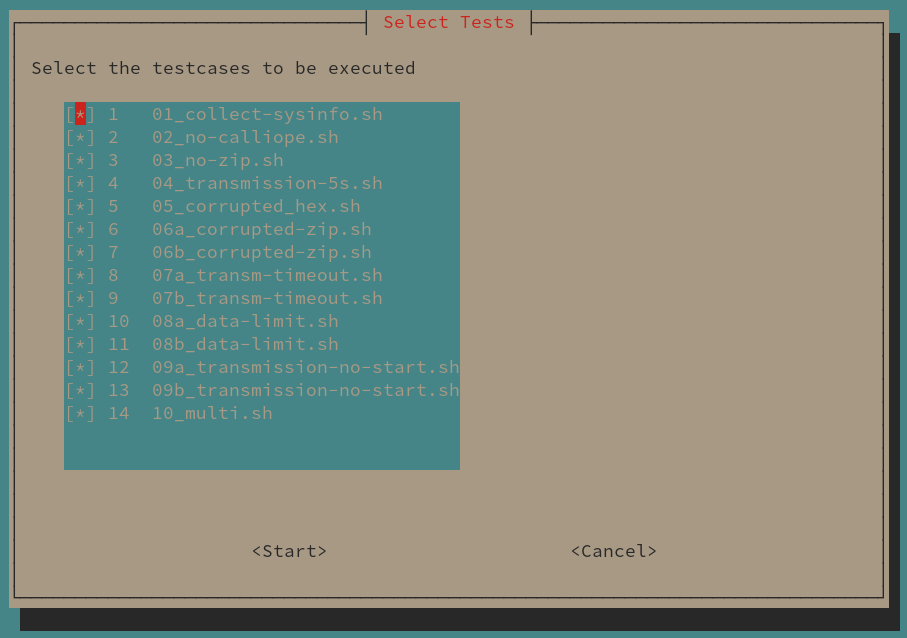 Select Tests
Select the testcases to be executed
[*] 1 01_collect-sysinfo.sh
[*] 2 02_no-calliope.sh
[*] 3 03_no-zip.sh
[*] 4 04_transmission-5s.sh
[*] 5 05_corrupted_hex.sh
[*] 6 06a_corrupted-zip.sh
[*] 7 06b_corrupted-zip.sh
[*] 8 07a_transm-timeout.sh
[*] 9 07b_transm-timeout.sh
[*] 10 08a_data-limit.sh
[*] 11 08b_data-limit.sh
[*] 12 09a_transmission-no-start.sh
[*] 13 09b_transmission-no-start.sh
[*] 14 10_multi.sh
<Start> <Cancel>